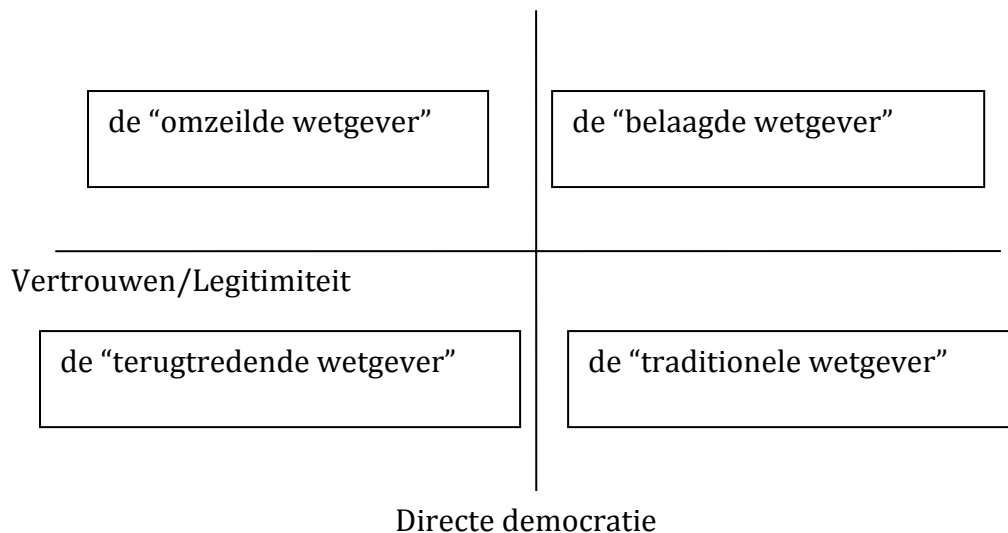 de “omzeilde wetgever”
de “belaagde wetgever”
Vertrouwen/Legitimiteit
de “terugtredende wetgever”
de “traditionele wetgever”
Directe democratie